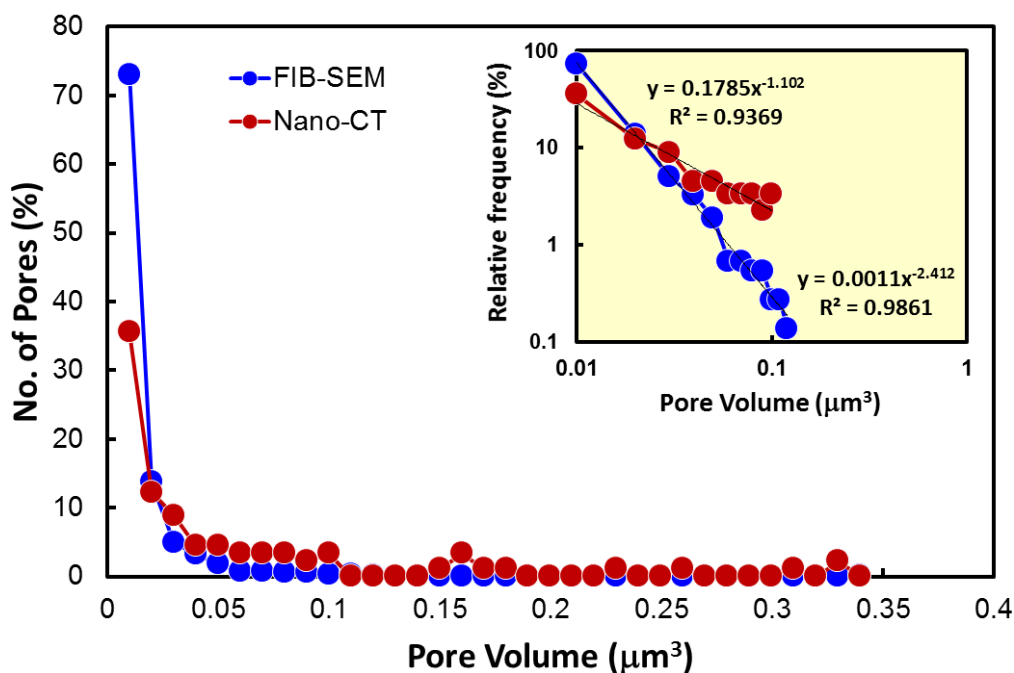 80
70
60
50
40
30
20
10
0
No. of Pores (%)
FIB-SEM
Nano-CT
100
10
1
0.1
Relative frequency (%)
y = 0.1785x⁻¹·¹⁰²
R² = 0.9369
y = 0.0011x⁻²·⁴¹²
R² = 0.9861
0.01
0.1
1
Pore Volume (μm³)
0
0.05
0.1
0.15
0.2
0.25
0.3
0.35
0.4
Pore Volume (μm³)